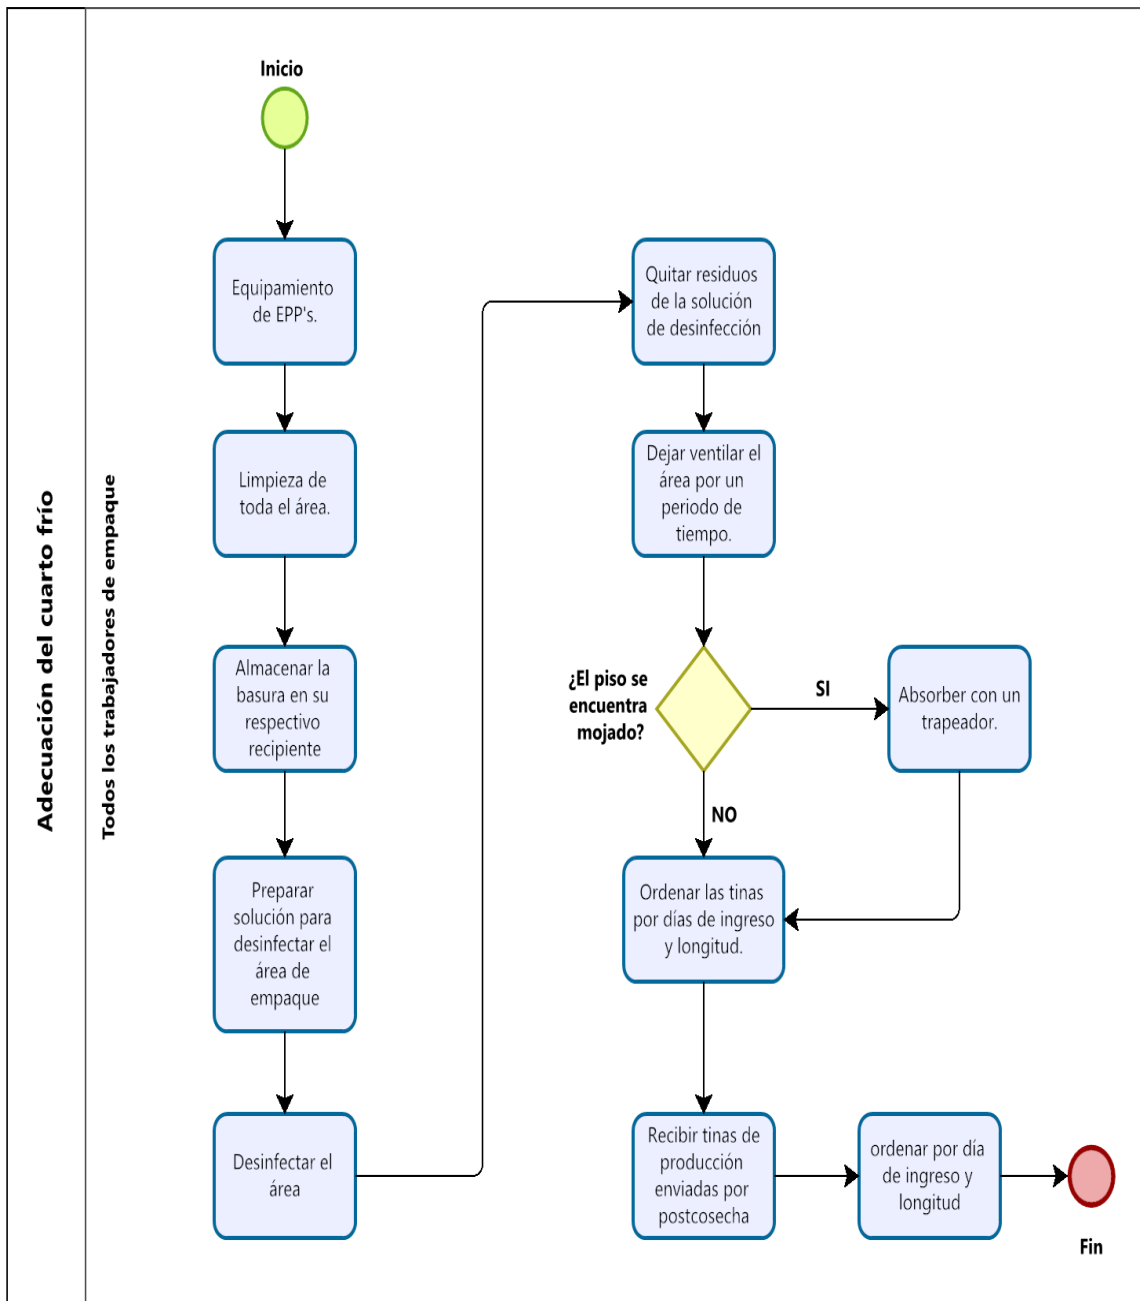 Adecuación del cuarto frío
Todos los trabajadores de empaque
Inicio
Equipamiento
de EPP's.
Limpieza de
toda el área.
Almacenar la
basura en su
respectivo
recipiente
Preparar
solución para
desinfectar el
área de
empaque
Desinfectar el
área
Quitar residuos
de la solución
de desinfección
Dejar ventilar el
área por un
periodo de
tiempo.
¿El piso se
encuentra
mojado?
SI
Absorber con un
trapeador.
NO
Ordenar las tinas
por días de ingreso
y longitud.
Recibir tinas de
producción
enviadas por
postcosecha
ordenar por día
de ingreso y
longitud
Fin